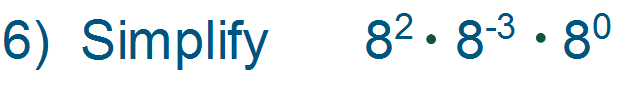 6) Simplify 8² · 8⁻³ · 8⁰